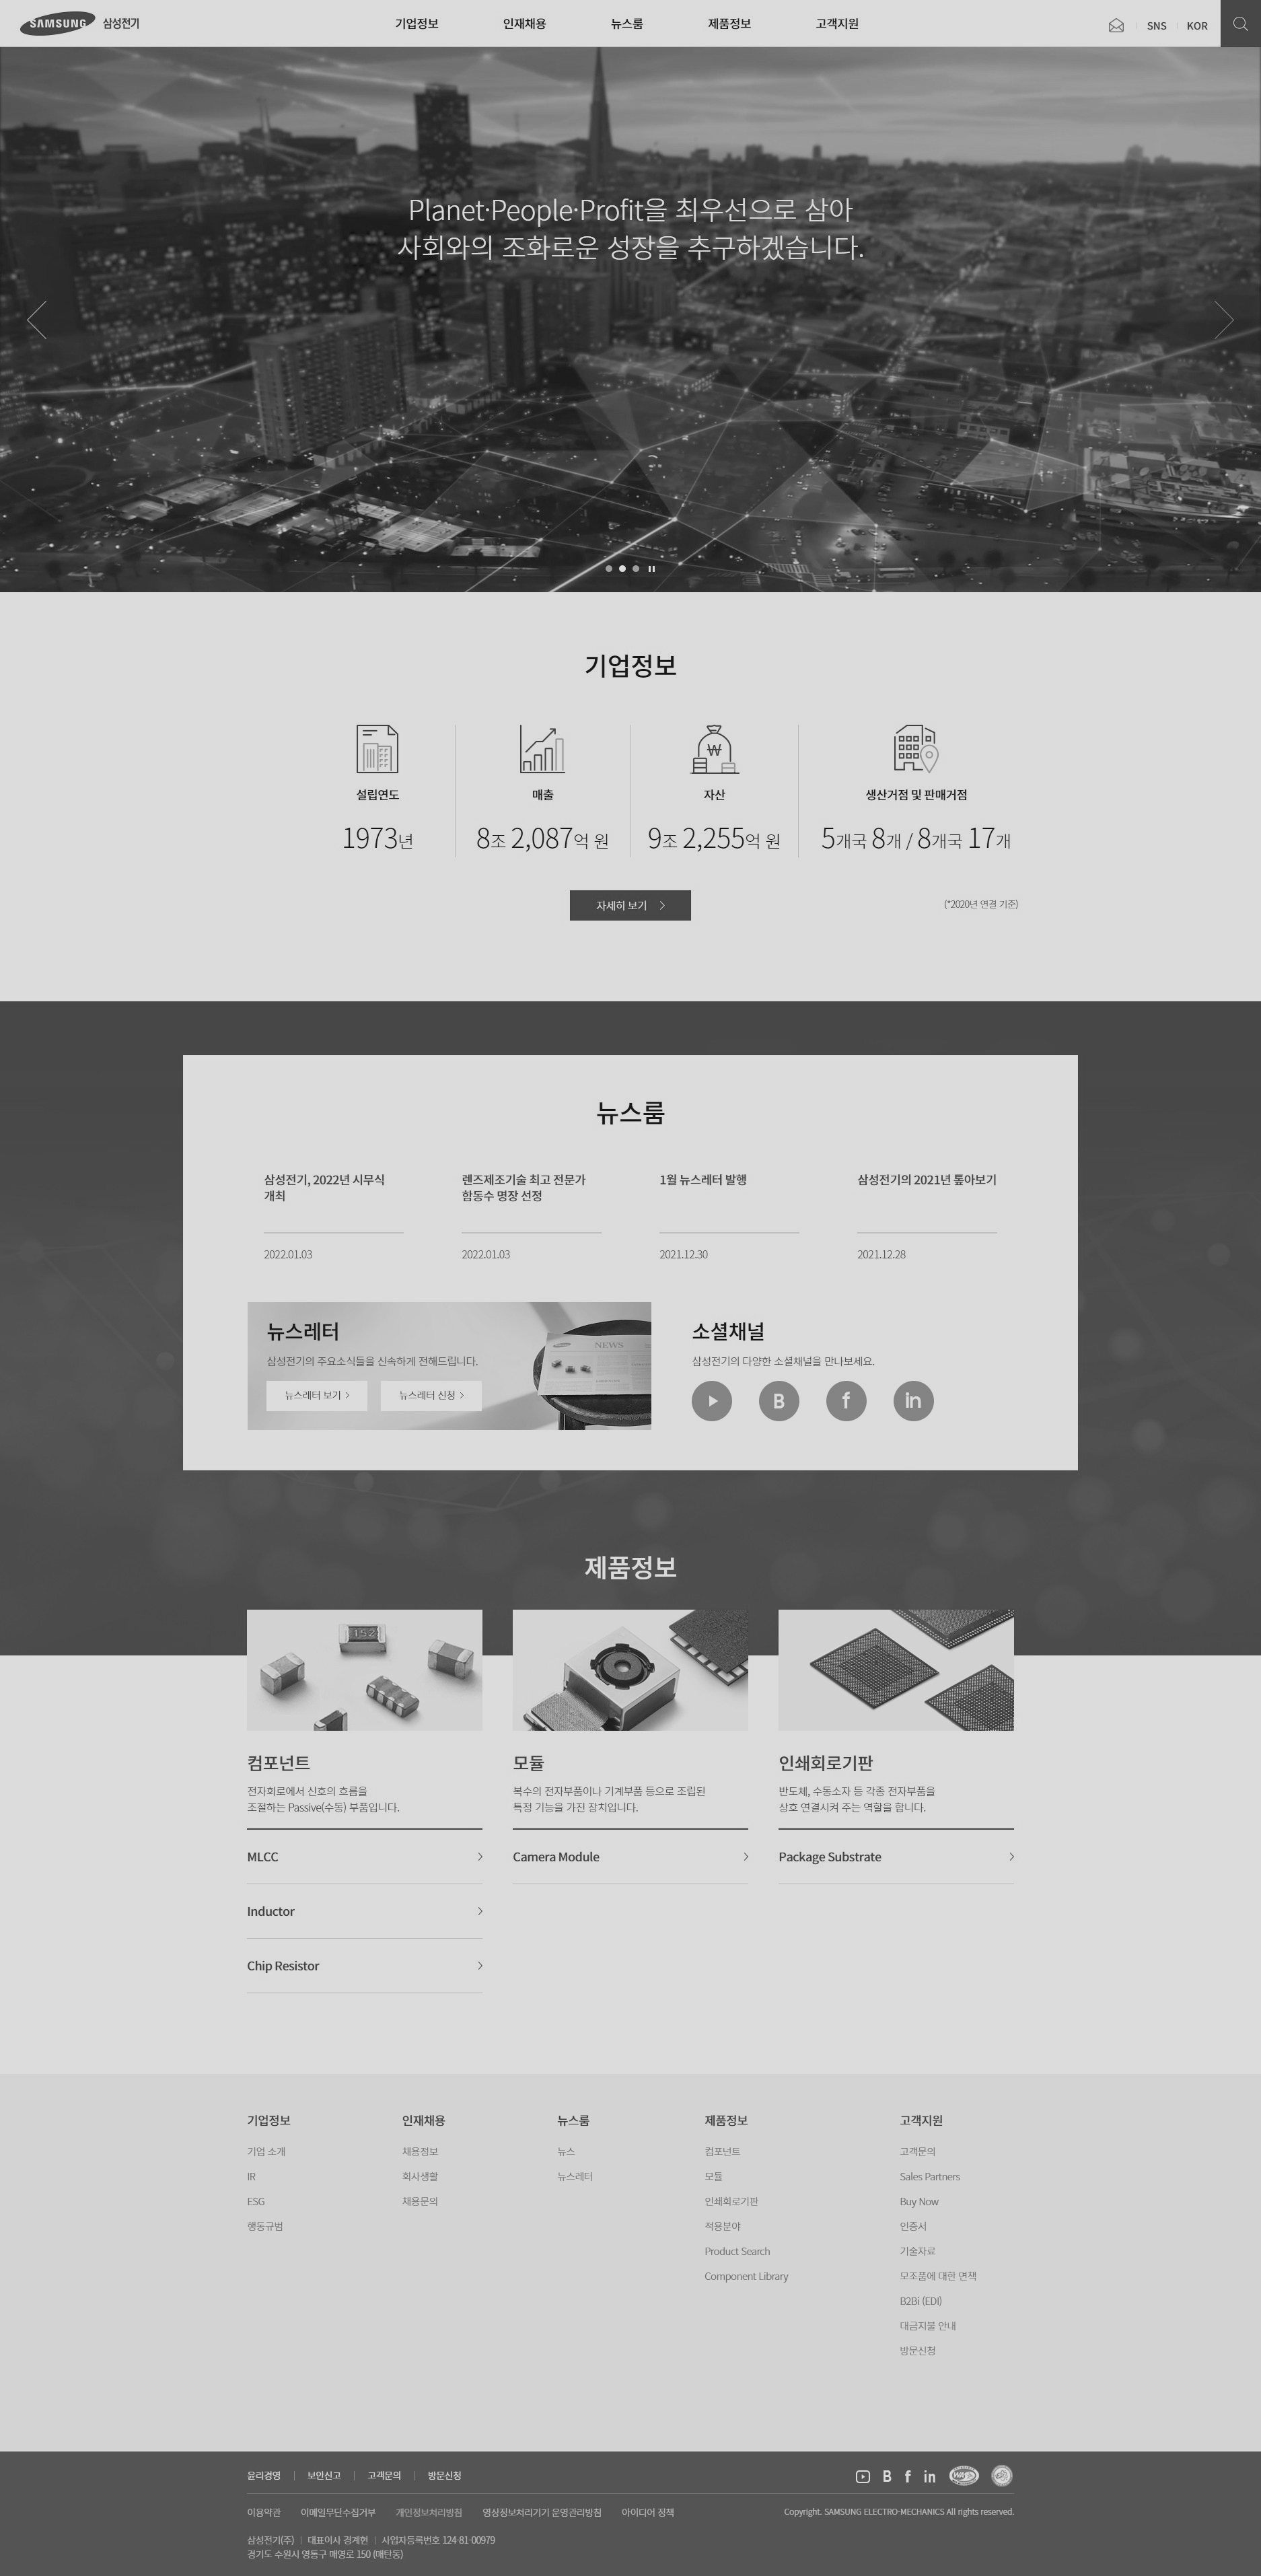 SAMSUNG 삼성전기
기업정보 인재채용 뉴스룸 제품정보 고객지원
SNS KOR
Planet·People·Profit을 최우선으로 삼아
사회와의 조화로운 성장을 추구하겠습니다.
기업정보
설립연도
1973년
매출
8조 2,087억 원
자산
9조 2,255억 원
생산거점 및 판매거점
5개국 8개 / 8개국 17개
자세히 보기
(*2020년 연결 기준)
뉴스룸
삼성전기, 2022년 시무식
개최
2022.01.03
렌즈제조기술 최고 전문가
함동수 명장 선정
2022.01.03
1월 뉴스레터 발행
2021.12.30
삼성전기의 2021년 톺아보기
2021.12.28
뉴스레터
삼성전기의 주요소식들을 신속하게 전해드립니다.
뉴스레터 보기
뉴스레터 신청
NEWS
소셜채널
삼성전기의 다양한 소셜채널을 만나보세요.
B f in
제품정보
152
컴포넌트
전자회로에서 신호의 흐름을
조절하는 Passive(수동) 부품입니다.
MLCC
Inductor
Chip Resistor
모듈
복수의 전자부품이나 기계부품 등으로 조립된
특정 기능을 가진 장치입니다.
Camera Module
인쇄회로기판
반도체, 수동소자 등 각종 전자부품을
상호 연결시켜 주는 역할을 합니다.
Package Substrate
기업정보
기업 소개
IR
ESG
행동규범
인재채용
채용정보
회사생활
채용문의
뉴스룸
뉴스
뉴스레터
제품정보
컴포넌트
모듈
인쇄회로기판
적용분야
Product Search
Component Library
고객지원
고객문의
Sales Partners
Buy Now
인증서
기술자료
모조품에 대한 면책
B2Bi (EDI)
대금지불 안내
방문신청
윤리경영 보안신고 고객문의 방문신청
B f in WA
이용약관 이메일무단수집거부 개인정보처리방침 영상정보처리기기 운영관리방침 아이디어 정책
Copyright. SAMSUNG ELECTRO-MECHANICS All rights reserved.
삼성전기(주) 대표이사 경계현 사업자등록번호 124-81-00979
경기도 수원시 영통구 매영로 150 (매탄동)